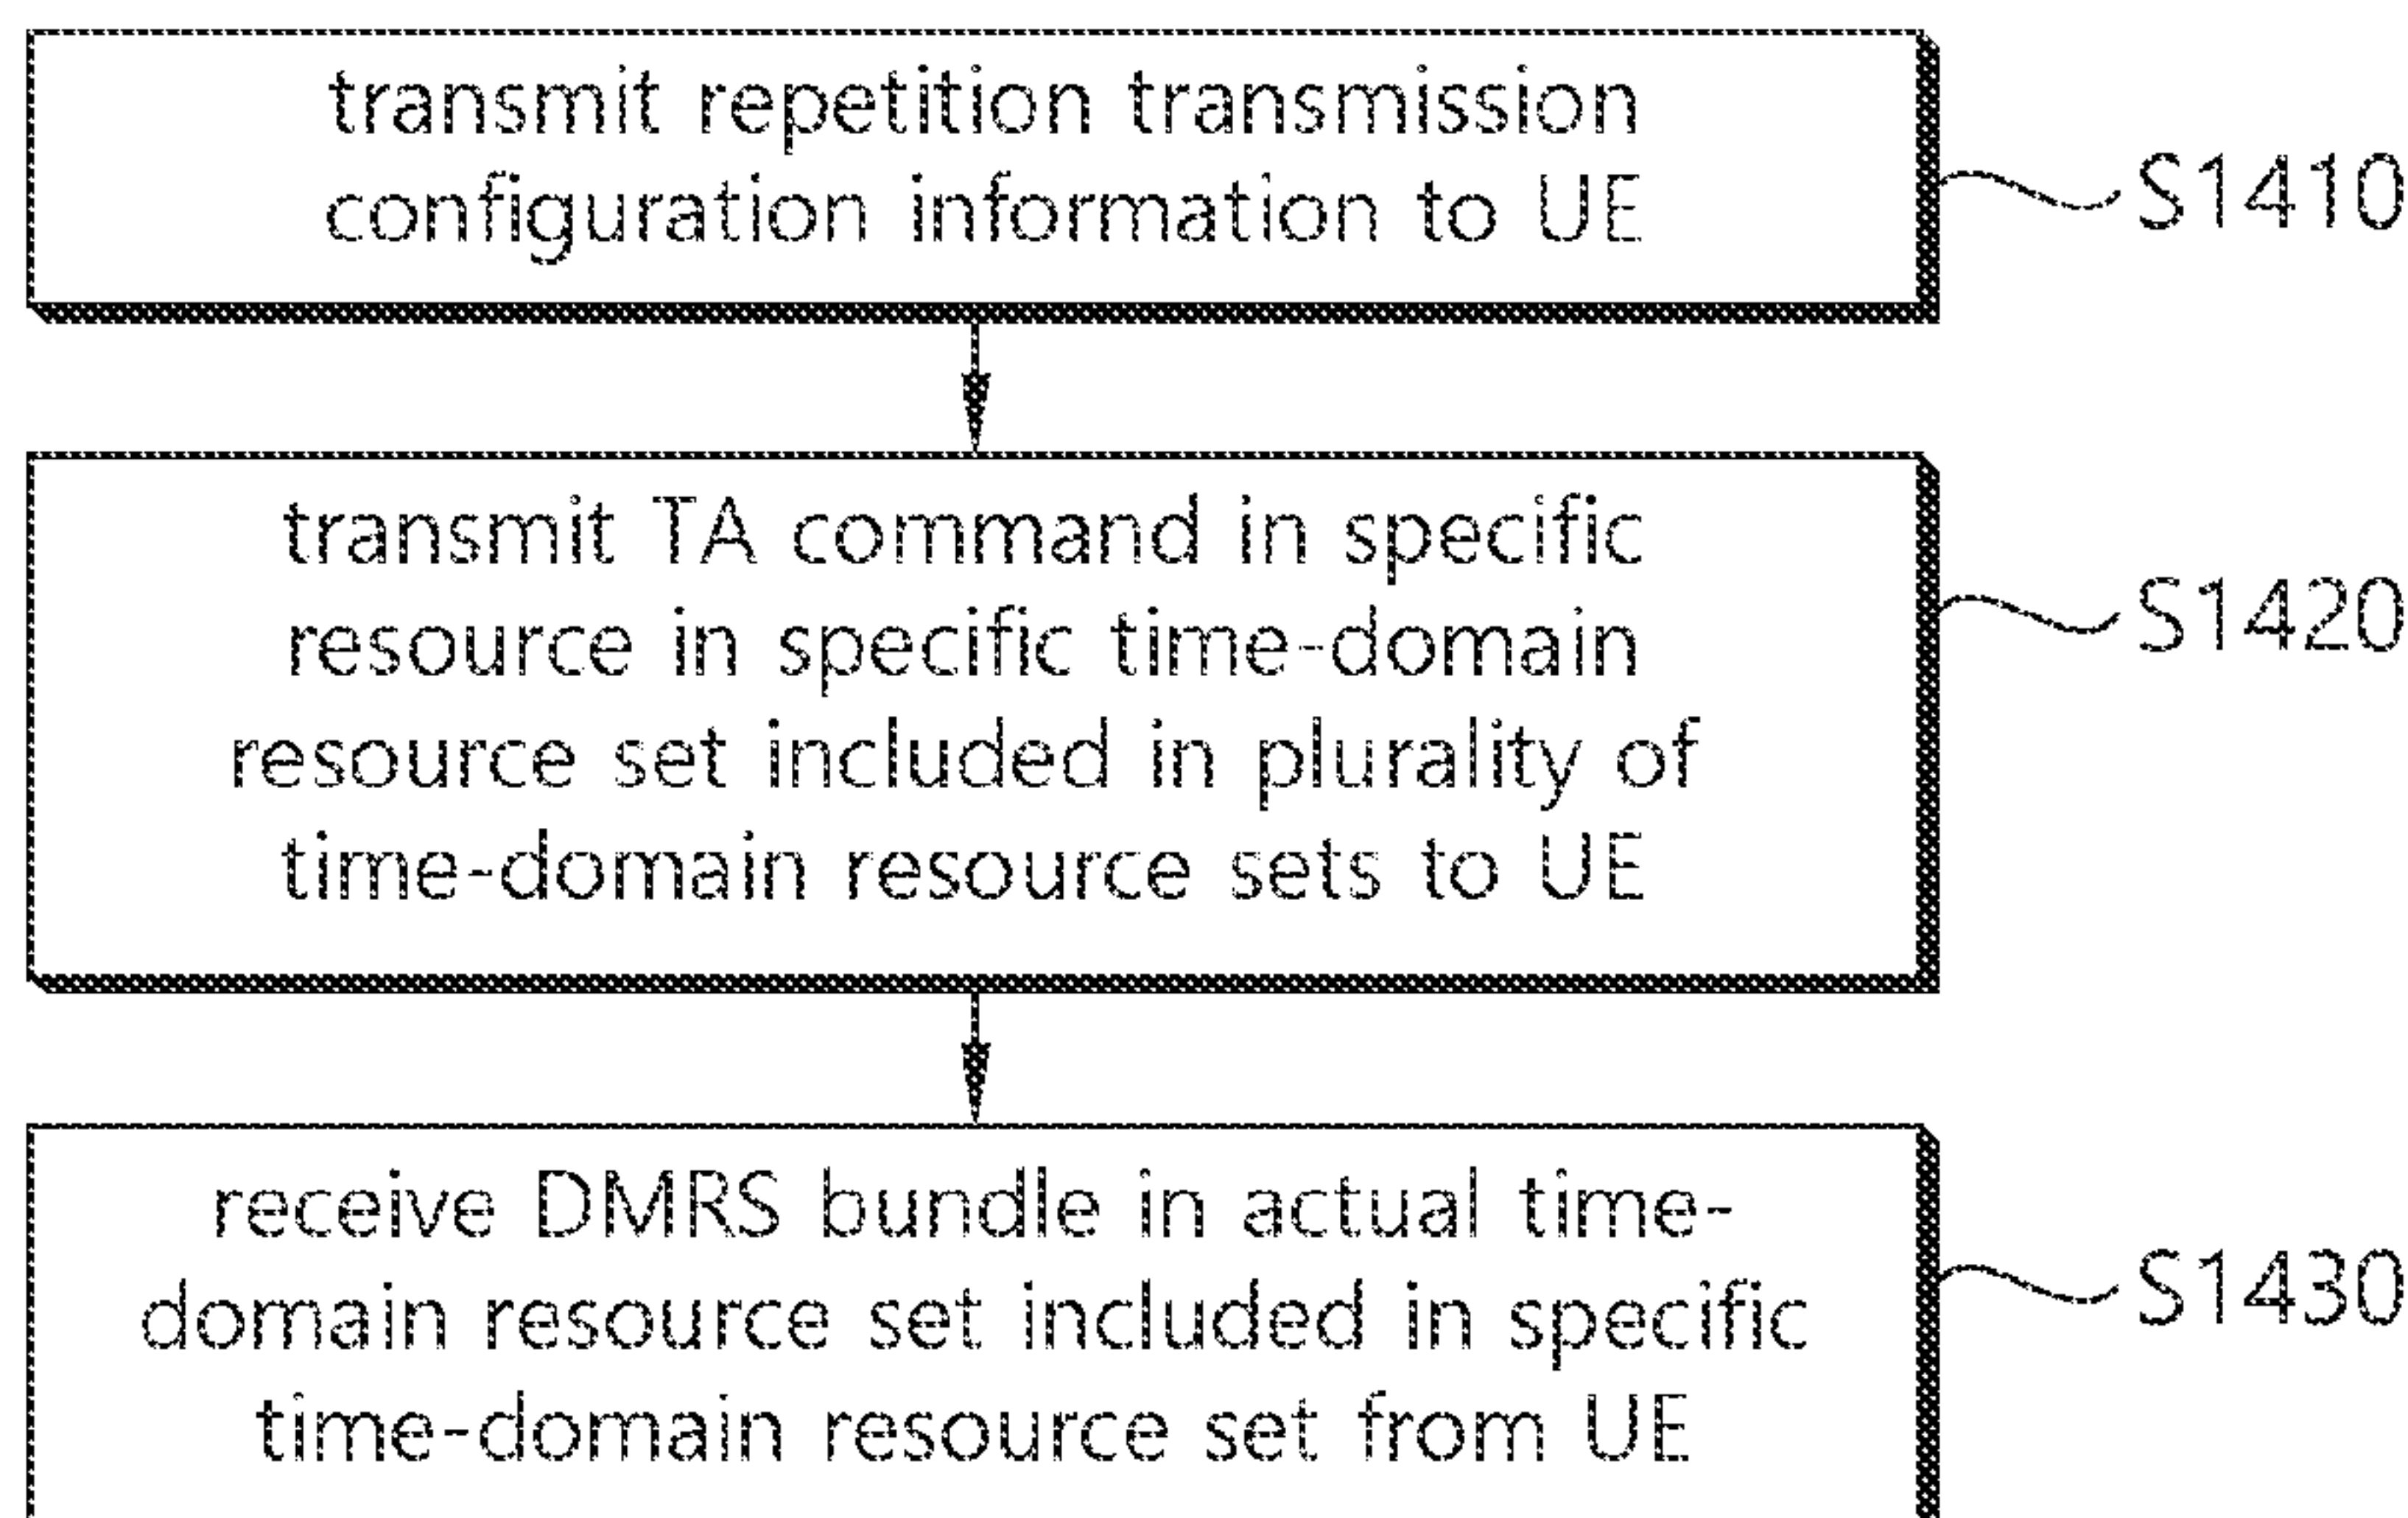 transmit repetition transmission
configuration information to UE
S1410
transmit TA command in specific
resource in specific time-domain
resource set included in plurality of
time-domain resource sets to UE
S1420
receive DMRS bundle in actual time-
domain resource set included in specific
time-domain resource set from UE
S1430